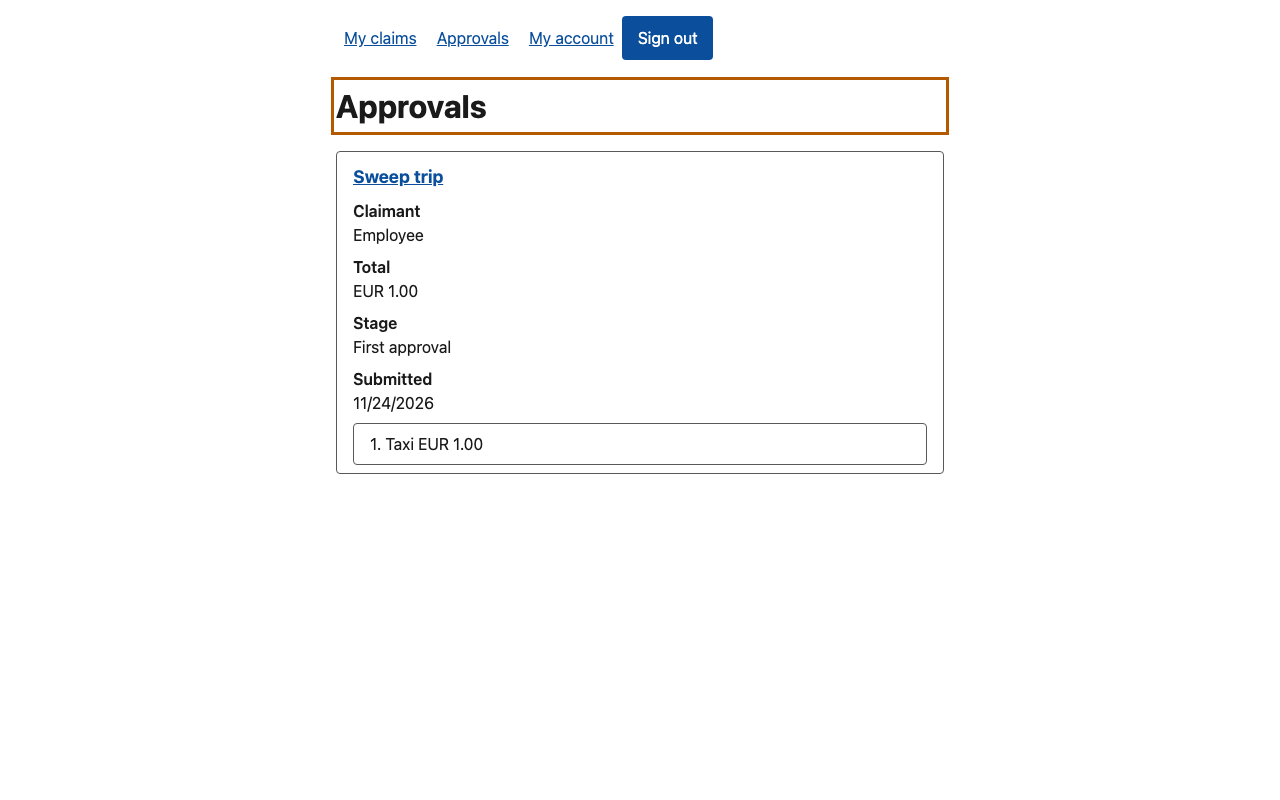 My claims Approvals My account Sign out
Approvals
Sweep trip
Claimant
Employee
Total
EUR 1.00
Stage
First approval
Submitted
11/24/2026
1. Taxi EUR 1.00